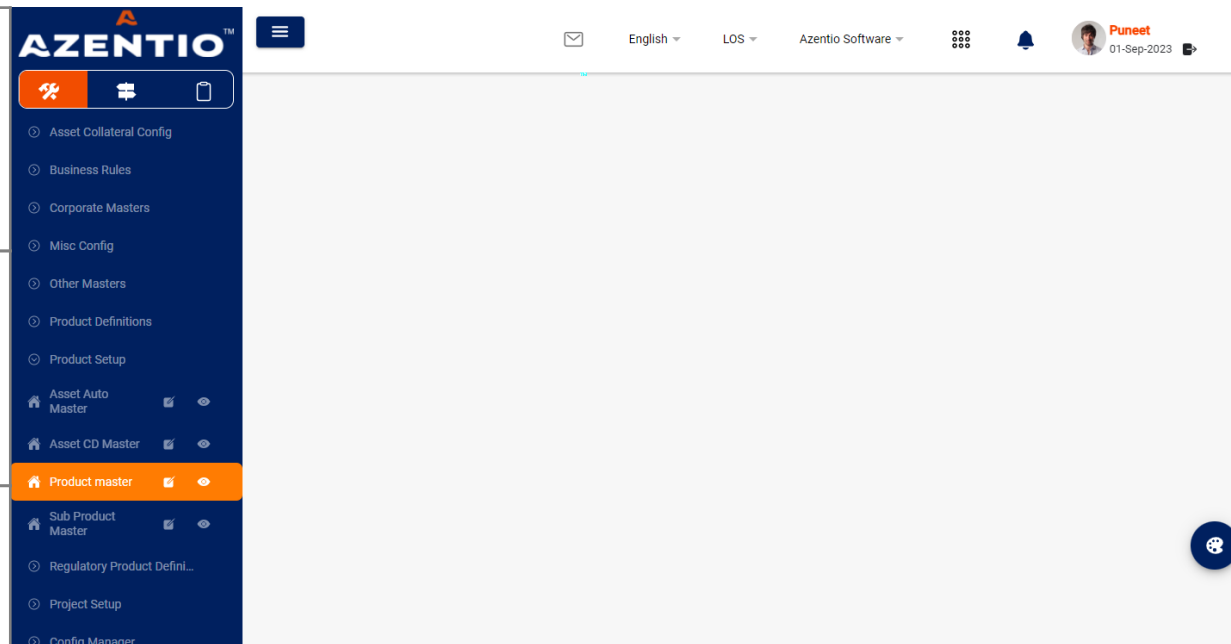 AZENTIO™
English
LOS
Azentio Software
Puneet
01-Sep-2023
Asset Collateral Config
Business Rules
Corporate Masters
Misc Config
Other Masters
Product Definitions
Product Setup
Asset Auto
Master
Asset CD Master
Product master
Sub Product
Master
Regulatory Product Defini...
Project Setup
Config Manager